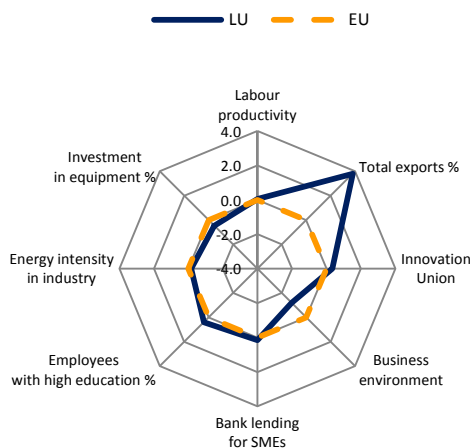 LU EU
Labour
productivity
4.0
Investment
in equipment %
2.0
Total exports %
0.0
Energy intensity
in industry
-2.0
-4.0
Innovation
Union
Employees
with high education %
Business
environment
Bank lending
for SMEs